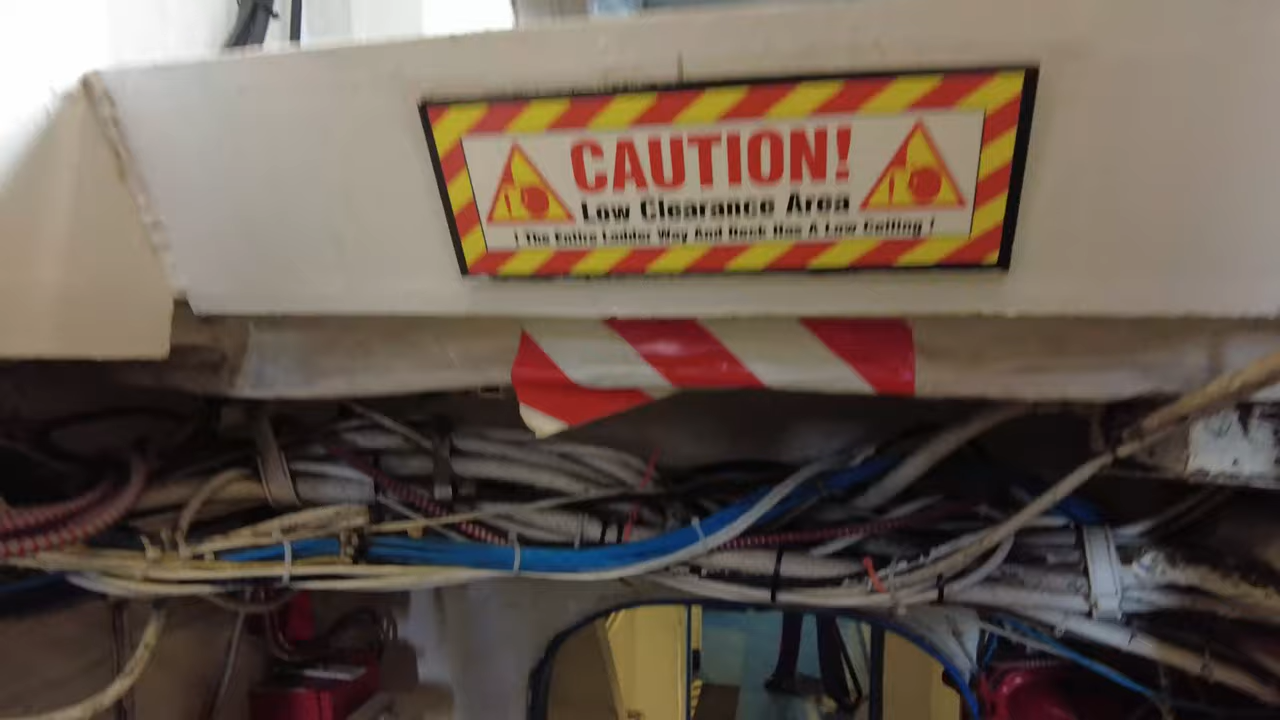 CAUTION!
Low Clearance Area
! The Entire Ladder Way And Deck Has A Low Ceiling !